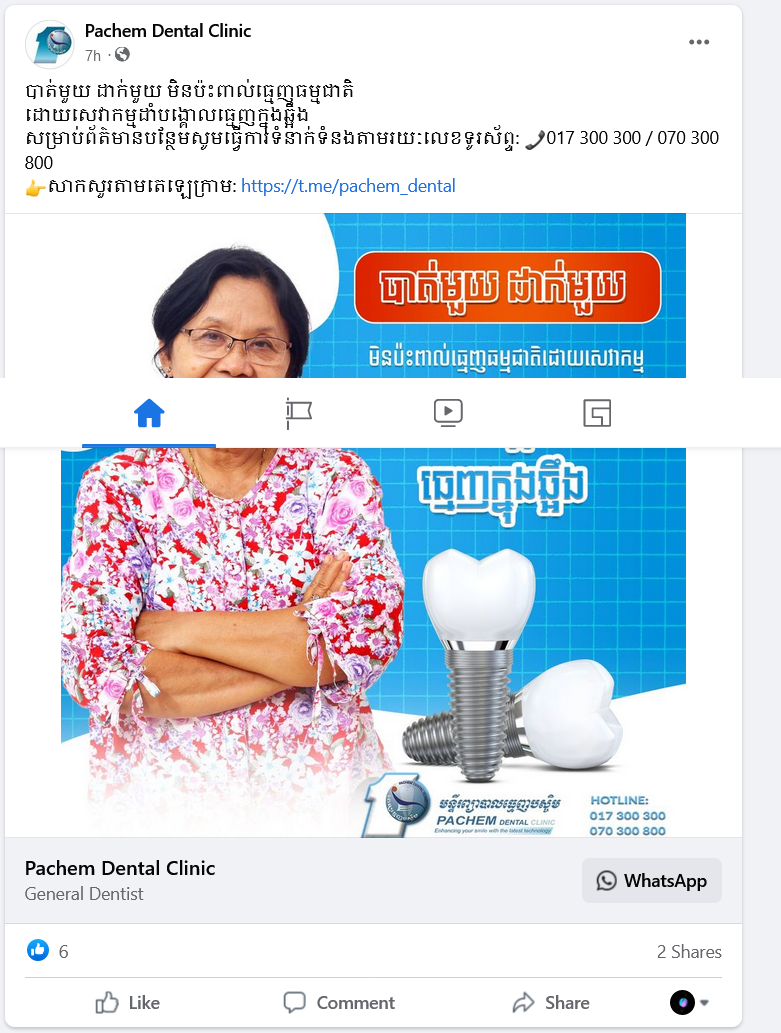 Pachem Dental Clinic
7h ·
បាត់មួយ ដាក់មួយ មិនប៉ះពាល់ធ្មេញធម្មជាតិ
ដោយសេវាកម្មដាំបង្គោលធ្មេញក្នុងឆ្អឹង
សម្រាប់ព័ត៌មានបន្ថែមសូមធ្វើការទំនាក់ទំនងតាមរយៈលេខទូរស័ព្ទ: 017 300 300 / 070 300
800
សាកសួរតាមតេឡេក្រាម: https://t.me/pachem_dental
បាត់មួយ ដាក់មួយ
មិនប៉ះពាល់ធ្មេញធម្មជាតិដោយសេវាកម្ម
ធ្មេញក្នុងឆ្អឹង
មន្ទីរព្យាបាលធ្មេញប៉ស្ចឹម
PACHEM DENTAL CLINIC
Enhancing your smile with the latest technology
HOTLINE:
017 300 300
070 300 800
Pachem Dental Clinic
General Dentist
WhatsApp
6
2 Shares
Like
Comment
Share